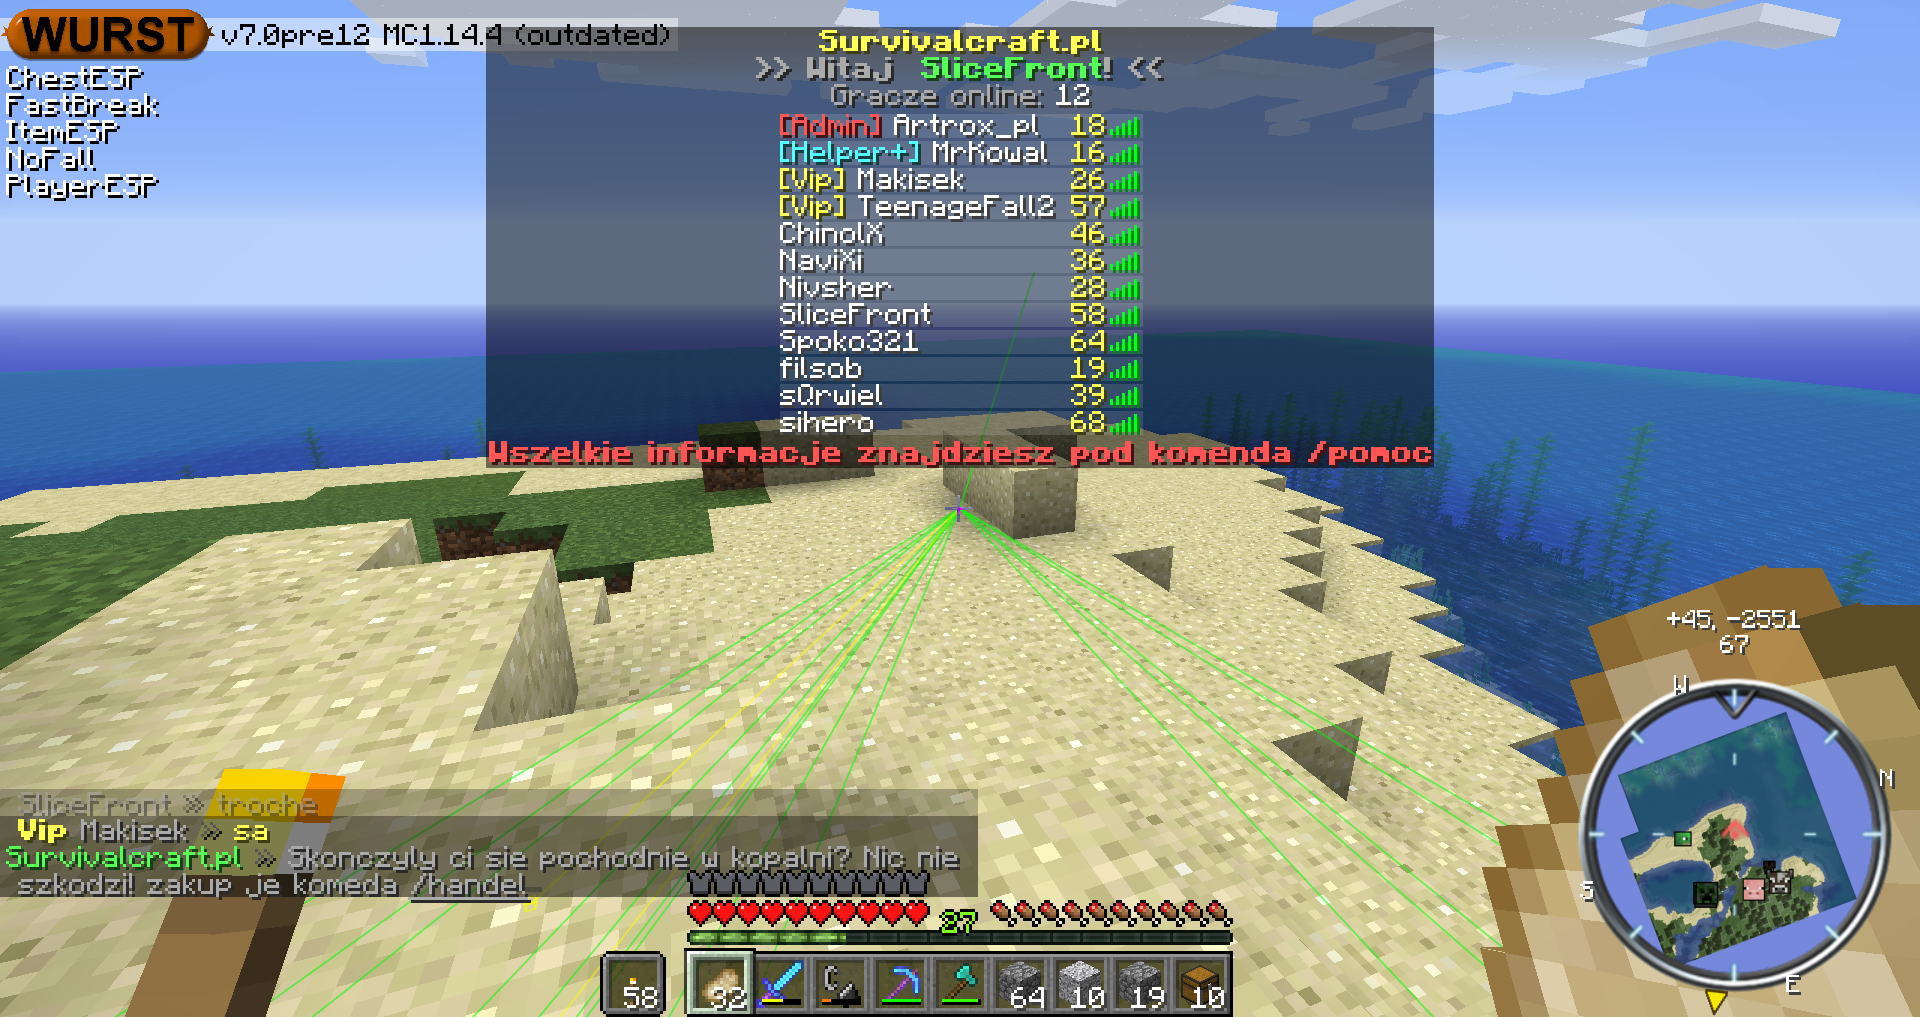 WURST v7.0pre12 MC1.14.4 (outdated)
ChestESP
FastBreak
ItemESP
NoFall
PlayerESP
Survivalcraft.pl
>> Witaj SliceFront! <<
Gracze online: 12
[Admin] Artrox_pl 18
[Helper+] MrKowal 16
[Vip] Makisek 26
[Vip] TeenageFall2 57
ChinolX 46
NaviXi 36
Nivsher 28
SliceFront 58
Spoko321 64
filsob 19
sQrwiel 39
sihero 68
Wszelkie informacje znajdziesz pod komenda /pomoc
+45, -2551
67
W
N
S
E
SliceFront » troche
Vip Makisek » sa
Survivalcraft.pl » Skonczyly ci sie pochodnie w kopalni? Nic nie
szkodzi! zakup je komeda /handel
27
58
32
64
10
19
10